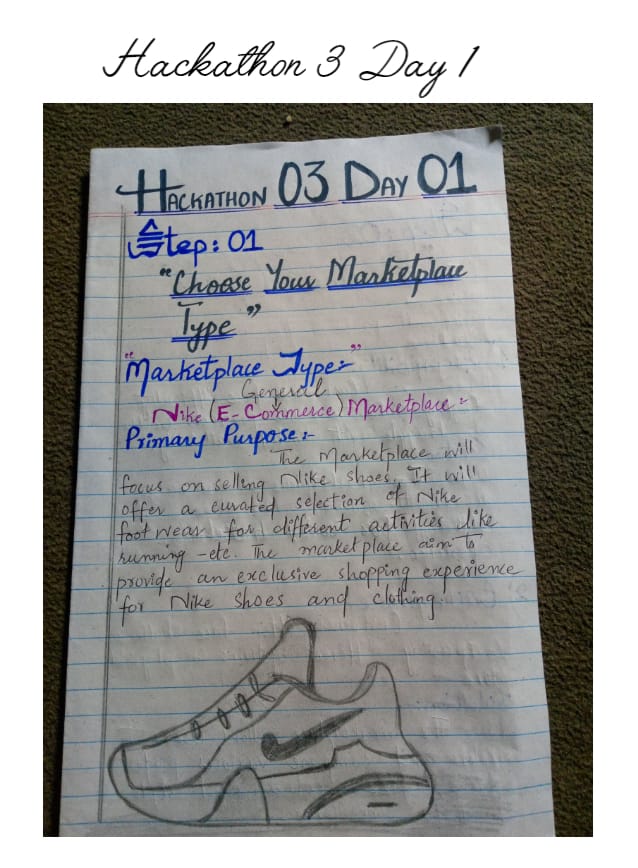 Hackathon 3 Day 1
HACKATHON 03 DAY 01
Step: 01
"Choose Your Marketplace
Type"
"Marketplace Type:-"
General
Nike (E-Commerce) Marketplace:-
Primary Purpose:-
The Marketplace will
focus on selling Nike shoes. It will
offer a curated selection of Nike
footwear for different activities like
running -etc. The marketplace aim to
provide an exclusive shopping experience
for Nike shoes and clothing.